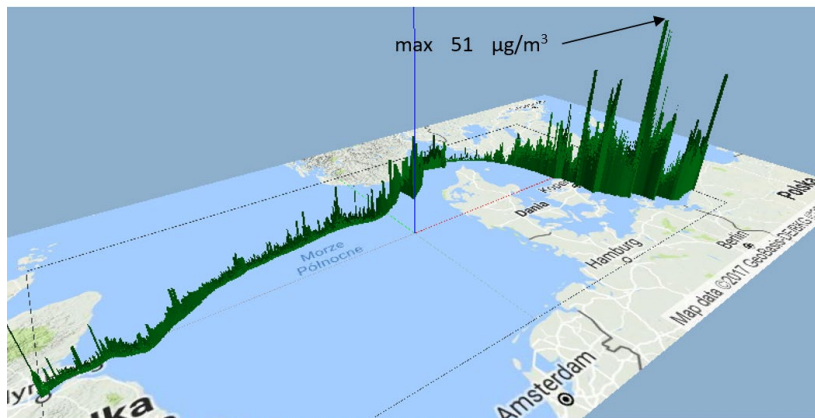 max 51 µg/m³
Morze
Północne
Dania
Hamburg
Berlin
Polska
Amsterdam
Map data ©2017 GeoBasis-DE/BKG